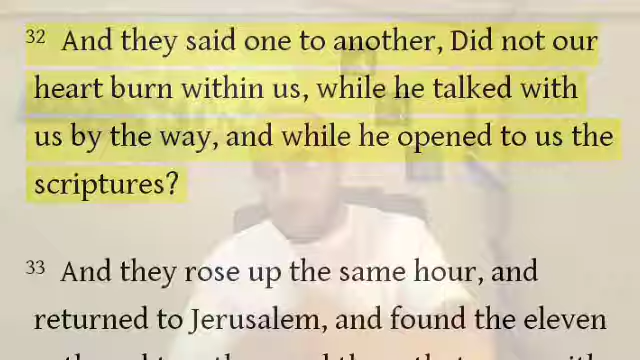 32 And they said one to another, Did not our
heart burn within us, while he talked with
us by the way, and while he opened to us the
scriptures?
33 And they rose up the same hour, and
returned to Jerusalem, and found the eleven